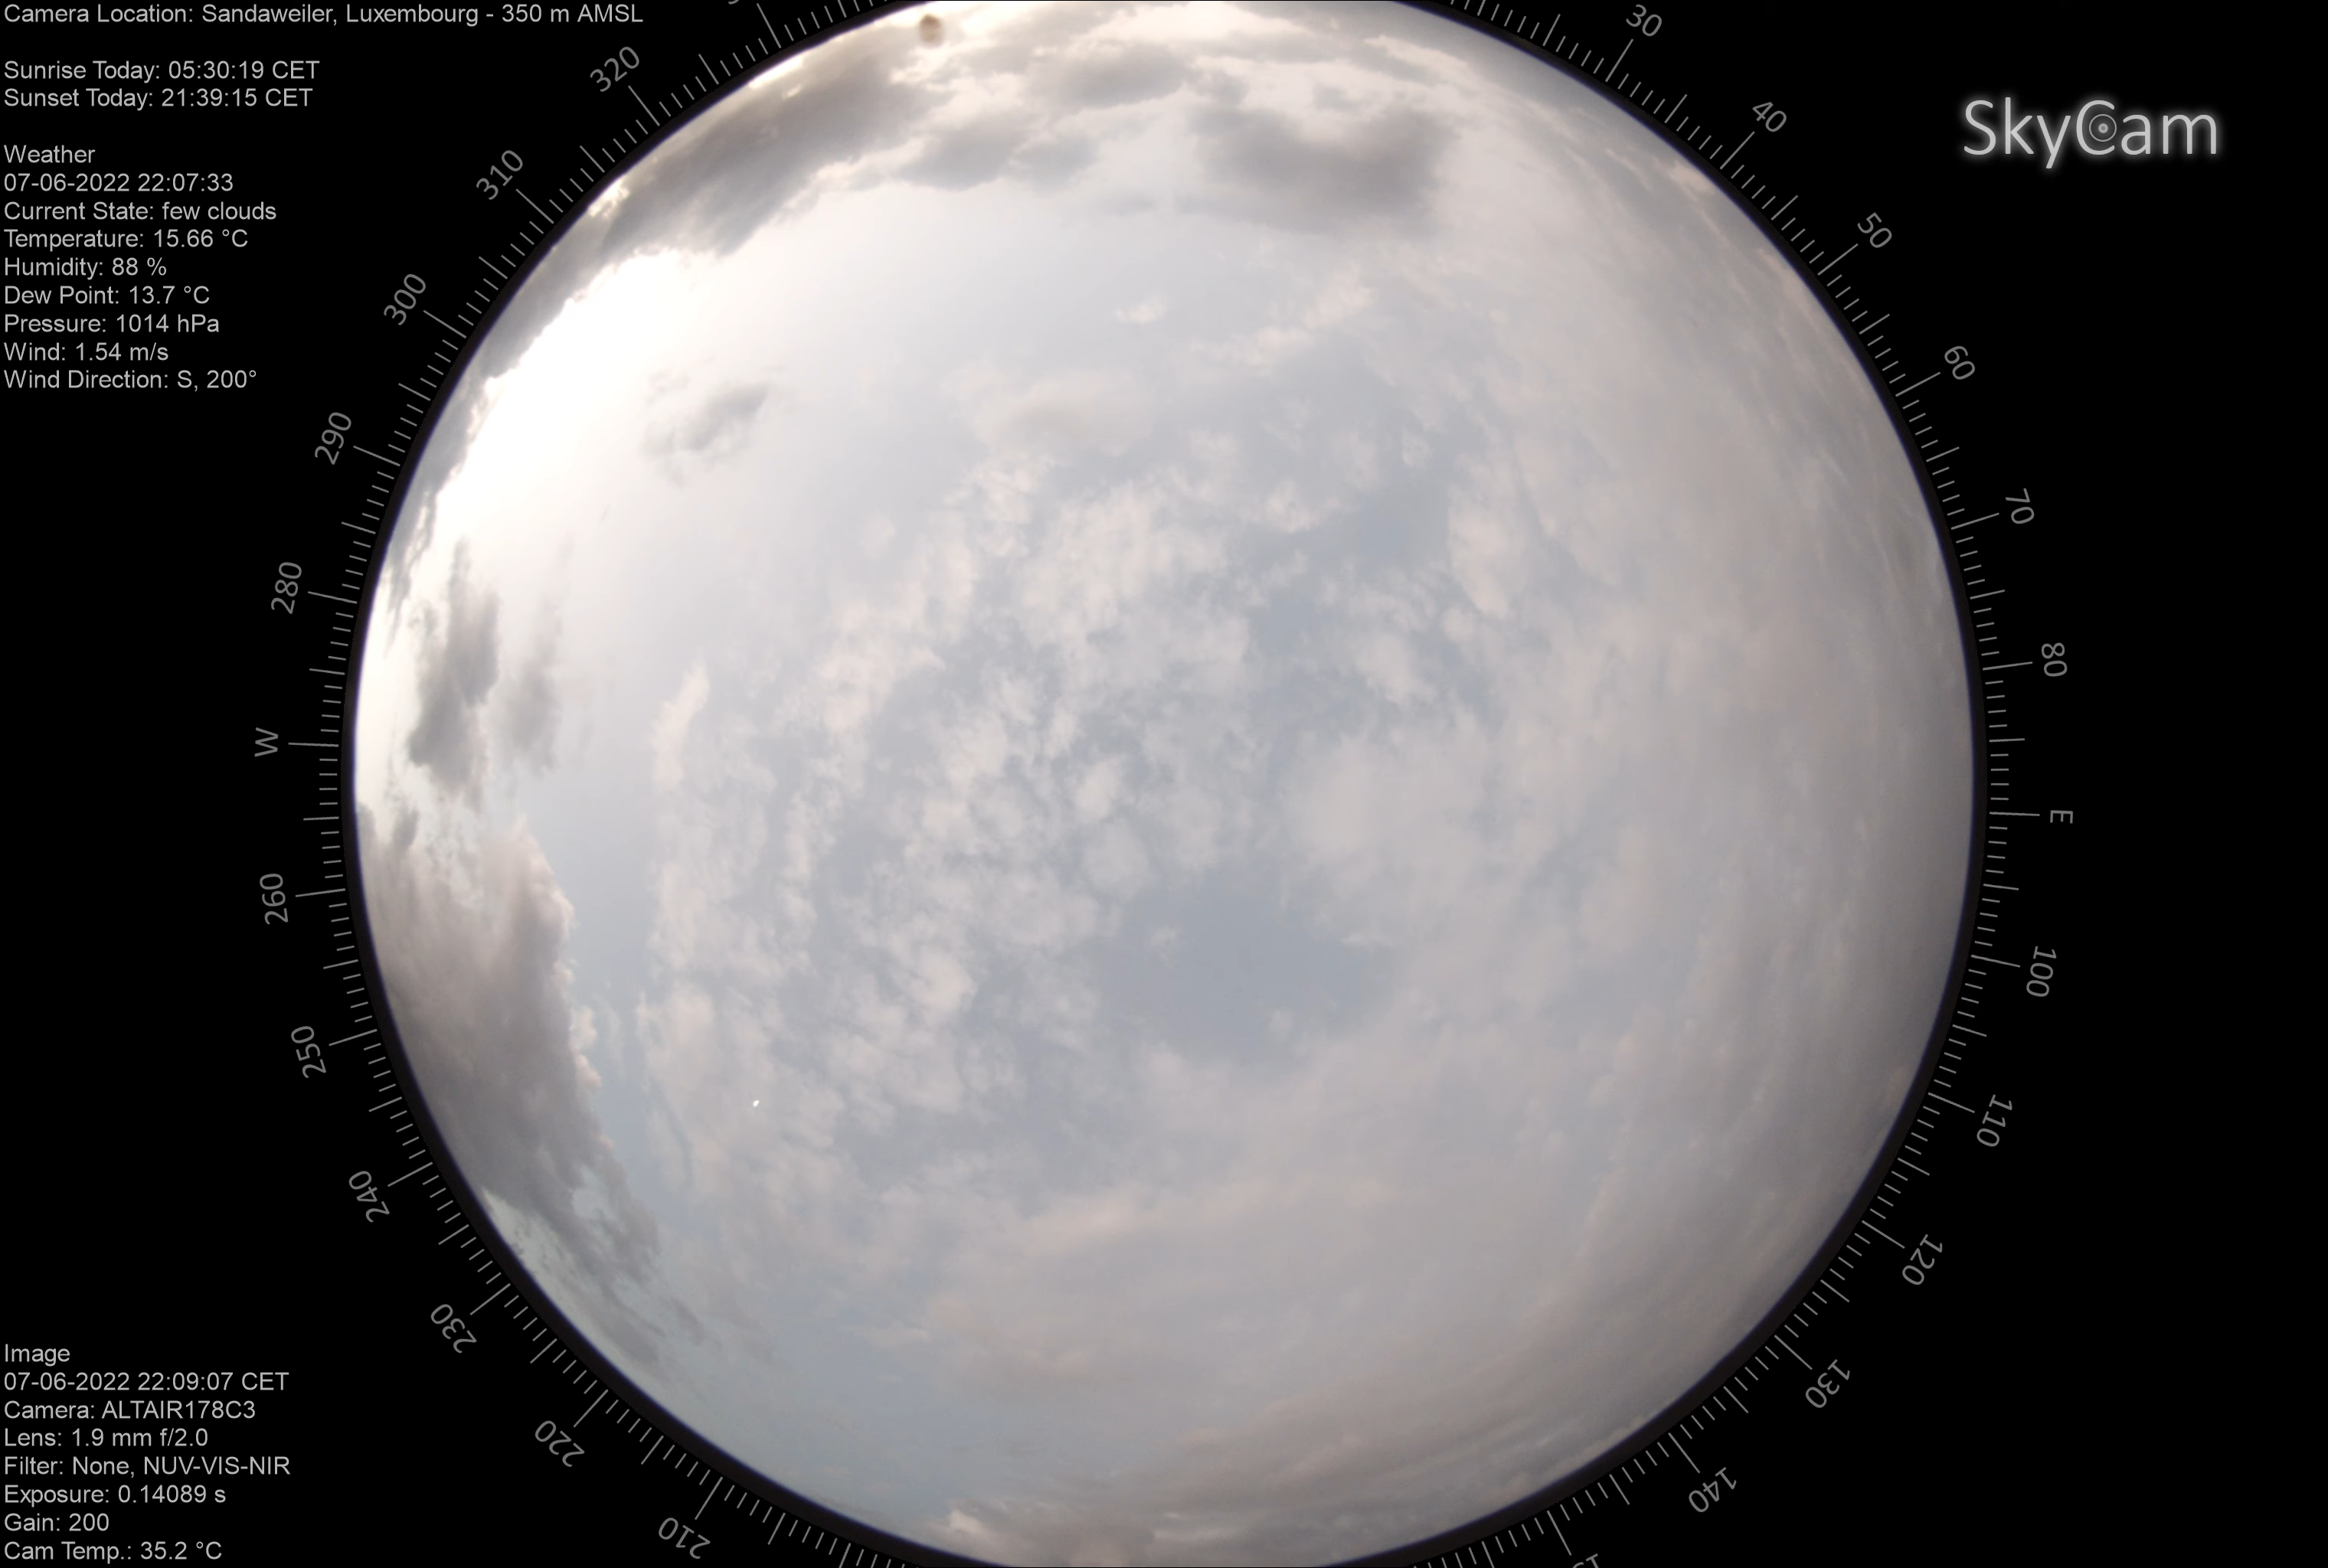 Camera Location: Sandaweiler, Luxembourg - 350 m AMSL
Sunrise Today: 05:30:19 CET
Sunset Today: 21:39:15 CET
Weather
07-06-2022 22:07:33
Current State: few clouds
Temperature: 15.66 °C
Humidity: 88 %
Dew Point: 13.7 °C
Pressure: 1014 hPa
Wind: 1.54 m/s
Wind Direction: S, 200°
SkyCam
30
40
50
60
70
80
E
100
110
120
130
140
210
220
230
240
250
260
W
280
290
300
310
320
Image
07-06-2022 22:09:07 CET
Camera: ALTAIR178C3
Lens: 1.9 mm f/2.0
Filter: None, NUV-VIS-NIR
Exposure: 0.14089 s
Gain: 200
Cam Temp.: 35.2 °C